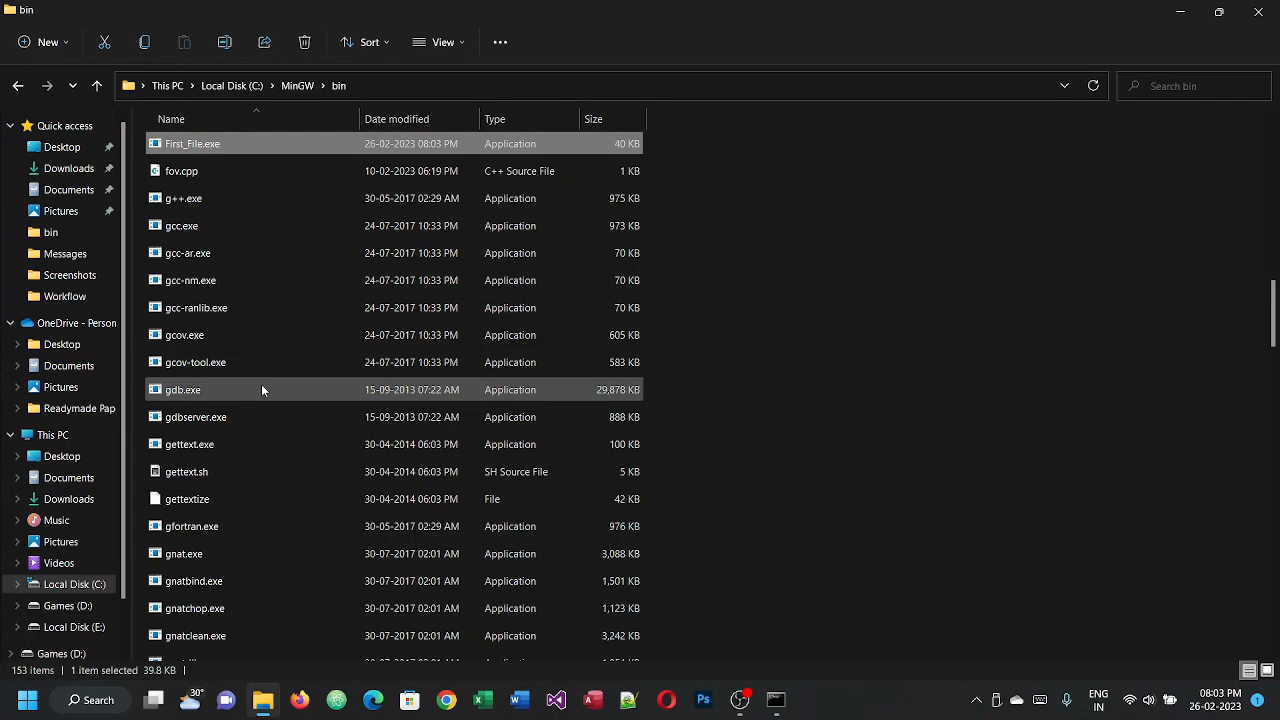 bin
New Sort View
This PC Local Disk (C:) MinGW bin Search bin
Name Date modified Type Size
Quick access
Desktop
Downloads
Documents
Pictures
bin
Messages
Screenshots
Workflow
OneDrive - Person
Desktop
Documents
Pictures
Readymade Pap
This PC
Desktop
Documents
Downloads
Music
Pictures
Videos
Local Disk (C:)
Games (D:)
Local Disk (E:)
Games (D:)
First_File.exe 26-02-2023 08:03 PM Application 40 KB
fov.cpp 10-02-2023 06:19 PM C++ Source File 1 KB
g++.exe 30-05-2017 02:29 AM Application 975 KB
gcc.exe 24-07-2017 10:33 PM Application 973 KB
gcc-ar.exe 24-07-2017 10:33 PM Application 70 KB
gcc-nm.exe 24-07-2017 10:33 PM Application 70 KB
gcc-ranlib.exe 24-07-2017 10:33 PM Application 70 KB
gcov.exe 24-07-2017 10:33 PM Application 605 KB
gcov-tool.exe 24-07-2017 10:33 PM Application 583 KB
gdb.exe 15-09-2013 07:22 AM Application 29,878 KB
gdbserver.exe 15-09-2013 07:22 AM Application 888 KB
gettext.exe 30-04-2014 06:03 PM Application 100 KB
gettext.sh 30-04-2014 06:03 PM SH Source File 5 KB
gettextize 30-04-2014 06:03 PM File 42 KB
gfortran.exe 30-05-2017 02:29 AM Application 976 KB
gnat.exe 30-07-2017 02:01 AM Application 3,088 KB
gnatbind.exe 30-07-2017 02:01 AM Application 1,501 KB
gnatchop.exe 30-07-2017 02:01 AM Application 1,123 KB
gnatclean.exe 30-07-2017 02:01 AM Application 3,242 KB
153 items 1 item selected 39.8 KB
Search 30° ENG 08:03 PM
IN 26-02-2023 1